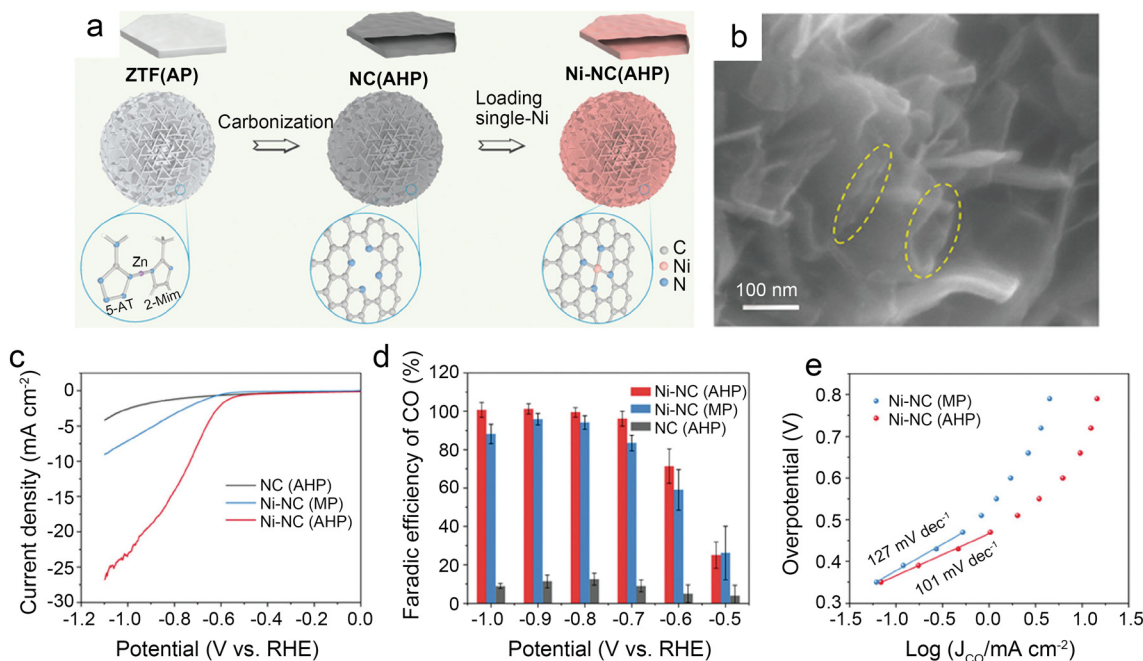 a
ZTF(AP)
NC(AHP)
Ni-NC(AHP)
Carbonization
Loading
single-Ni
Zn
5-AT
2-Mim
C
Ni
N
b
100 nm
c
0
-5
-10
-15
-20
-25
-30
-1.2 -1.0 -0.8 -0.6 -0.4 -0.2 0.0
Current density (mA cm⁻²)
Potential (V vs. RHE)
NC (AHP)
Ni-NC (MP)
Ni-NC (AHP)
d
120
100
80
60
40
20
0
-1.0 -0.9 -0.8 -0.7 -0.6 -0.5
Faradic efficiency of CO (%)
Potential (V vs. RHE)
Ni-NC (AHP)
Ni-NC (MP)
NC (AHP)
e
0.8
0.7
0.6
0.5
0.4
0.3
-1.5 -1.0 -0.5 0.0 0.5 1.0 1.5
Overpotential (V)
Log (J_CO/mA cm⁻²)
Ni-NC (MP)
Ni-NC (AHP)
127 mV dec⁻¹
101 mV dec⁻¹